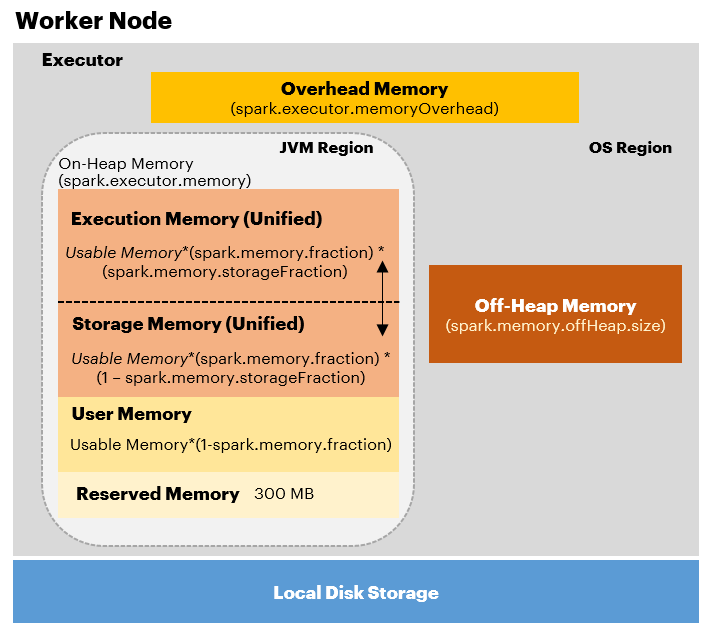 Worker Node
Executor
Overhead Memory
(spark.executor.memoryOverhead)
JVM Region
OS Region
On-Heap Memory
(spark.executor.memory)
Execution Memory (Unified)
Usable Memory*(spark.memory.fraction) *
(spark.memory.storageFraction)
Off-Heap Memory
(spark.memory.offHeap.size)
Storage Memory (Unified)
Usable Memory*(spark.memory.fraction) *
(1 – spark.memory.storageFraction)
User Memory
Usable Memory*(1-spark.memory.fraction)
Reserved Memory 300 MB
Local Disk Storage